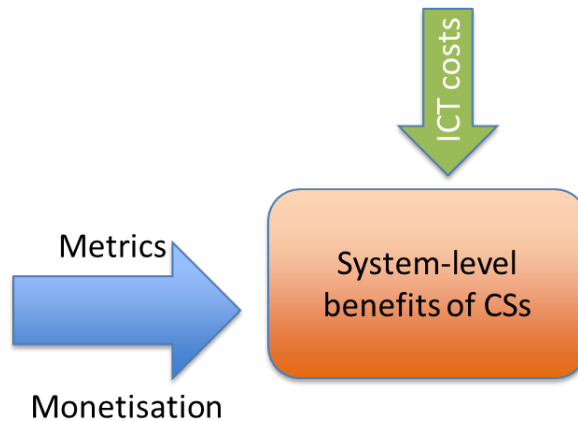 ICT costs
Metrics
System-level
benefits of CSs
Monetisation